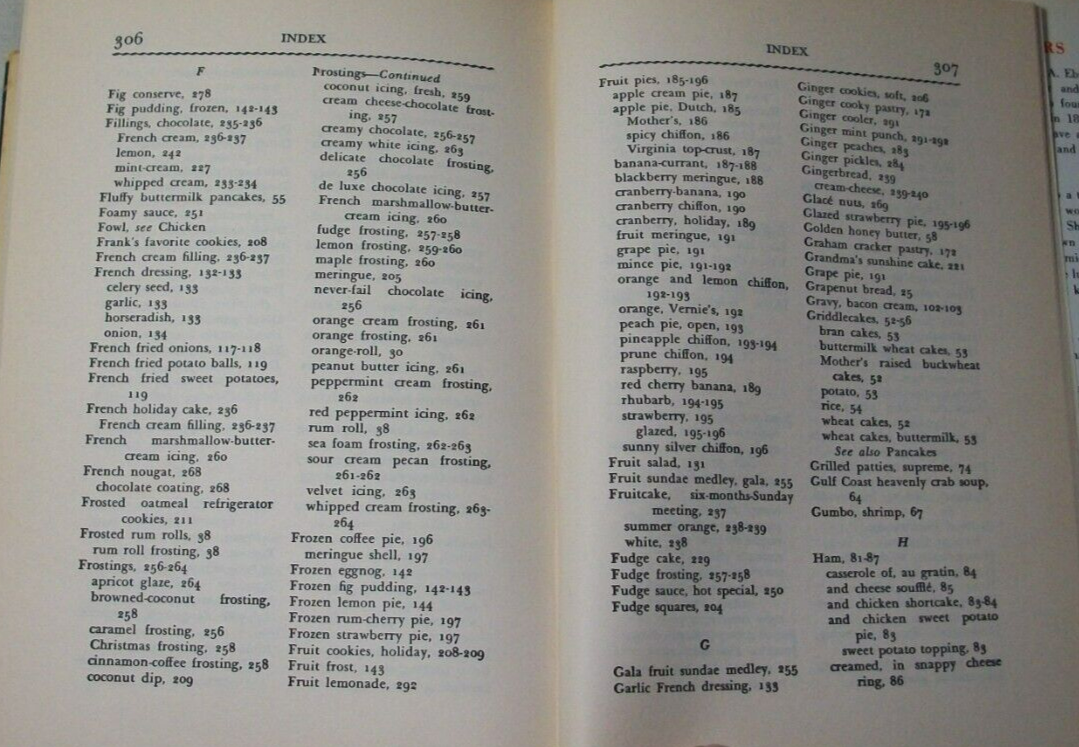 306
INDEX
F
Fig conserve, 278
Fig pudding, frozen, 142-143
Fillings, chocolate, 235-236
French cream, 236-237
lemon, 242
mint-cream, 227
whipped cream, 233-234
Fluffy buttermilk pancakes, 55
Foamy sauce, 251
Fowl, see Chicken
Frank's favorite cookies, 208
French cream filling, 236-237
French dressing, 132-133
celery seed, 133
garlic, 133
horseradish, 133
onion, 134
French fried onions, 117-118
French fried potato balls, 119
French fried sweet potatoes,
119
French holiday cake, 236
French cream filling, 236-237
French marshmallow-butter-
cream icing, 260
French nougat, 268
chocolate coating, 268
Frosted oatmeal refrigerator
cookies, 211
Frosted rum rolls, 38
rum roll frosting, 38
Frostings, 256-264
apricot glaze, 264
browned-coconut frosting,
258
caramel frosting, 256
Christmas frosting, 258
cinnamon-coffee frosting, 258
coconut dip, 209
Frostings—Continued
coconut icing, fresh, 259
cream cheese-chocolate frost-
ing, 257
creamy chocolate, 256-257
creamy white icing, 263
delicate chocolate frosting,
256
de luxe chocolate icing, 257
French marshmallow-butter-
cream icing, 260
fudge frosting, 257-258
lemon frosting, 259-260
maple frosting, 260
meringue, 205
never-fail chocolate icing,
256
orange cream frosting, 261
orange frosting, 261
orange-roll, 30
peanut butter icing, 261
peppermint cream frosting,
262
red peppermint icing, 262
rum roll, 38
sea foam frosting, 262-263
sour cream pecan frosting,
261-262
velvet icing, 263
whipped cream frosting, 263-
264
Frozen coffee pie, 196
meringue shell, 197
Frozen eggnog, 142
Frozen fig pudding, 142-143
Frozen lemon pie, 144
Frozen rum-cherry pie, 197
Frozen strawberry pie, 197
Fruit cookies, holiday, 208-209
Fruit frost, 143
Fruit lemonade, 292
INDEX
307
Fruit pies, 185-196
apple cream pie, 187
apple pie, Dutch, 185
Mother's, 186
spicy chiffon, 186
Virginia top-crust, 187
banana-currant, 187-188
blackberry meringue, 188
cranberry-banana, 190
cranberry chiffon, 190
cranberry, holiday, 189
fruit meringue, 191
grape pie, 191
mince pie, 191-192
orange and lemon chiffon,
192-193
orange, Vernie's, 192
peach pie, open, 193
pineapple chiffon, 193-194
prune chiffon, 194
raspberry, 195
red cherry banana, 189
rhubarb, 194-195
strawberry, 195
glazed, 195-196
sunny silver chiffon, 196
Fruit salad, 131
Fruit sundae medley, gala, 255
Fruitcake, six-months-Sunday
meeting, 237
summer orange, 238-239
white, 238
Fudge cake, 229
Fudge frosting, 257-258
Fudge sauce, hot special, 250
Fudge squares, 204
G
Gala fruit sundae medley, 255
Garlic French dressing, 133
Ginger cookies, soft, 206
Ginger cooky pastry, 172
Ginger cooler, 291
Ginger mint punch, 291-292
Ginger peaches, 283
Ginger pickles, 284
Gingerbread, 239
cream-cheese, 239-240
Glacé nuts, 269
Glazed strawberry pie, 195-196
Golden honey butter, 58
Graham cracker pastry, 172
Grandma's sunshine cake, 221
Grape pie, 191
Grapenut bread, 25
Gravy, bacon cream, 102-103
Griddlecakes, 52-56
bran cakes, 53
buttermilk wheat cakes, 53
Mother's raised buckwheat
cakes, 52
potato, 53
rice, 54
wheat cakes, 52
wheat cakes, buttermilk, 53
See also Pancakes
Grilled patties, supreme, 74
Gulf Coast heavenly crab soup,
64
Gumbo, shrimp, 67
H
Ham, 81-87
casserole of, au gratin, 84
and cheese soufflé, 85
and chicken shortcake, 83-84
and chicken sweet potato
pie, 83
sweet potato topping, 83
creamed, in snappy cheese
ring, 86
RS
A. Eb
and